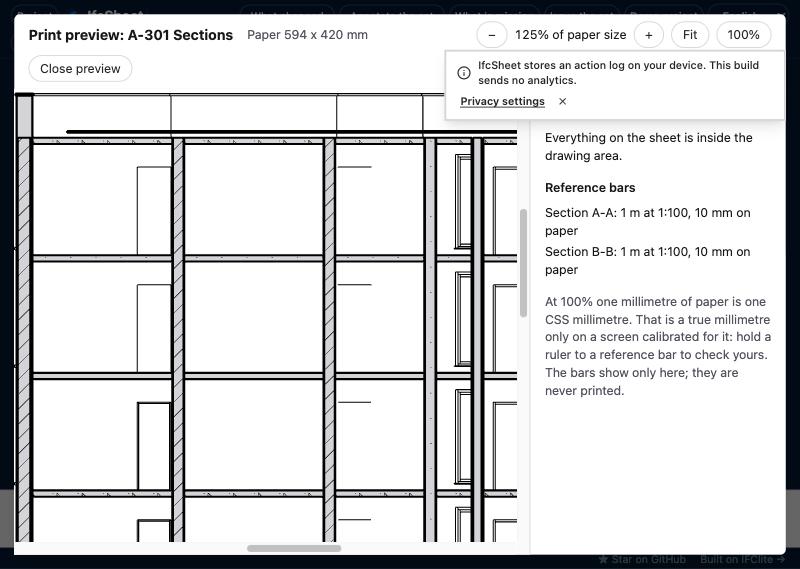 Print preview: A-301 Sections
Paper 594 x 420 mm
− 125% of paper size + Fit 100%
Close preview
IfcSheet stores an action log on your device. This build
sends no analytics.
Privacy settings ✕
Everything on the sheet is inside the
drawing area.
Reference bars
Section A-A: 1 m at 1:100, 10 mm on
paper
Section B-B: 1 m at 1:100, 10 mm on
paper
At 100% one millimetre of paper is one
CSS millimetre. That is a true millimetre
only on a screen calibrated for it: hold a
ruler to a reference bar to check yours.
The bars show only here; they are
never printed.
★ Star on GitHub Built on IFClite →